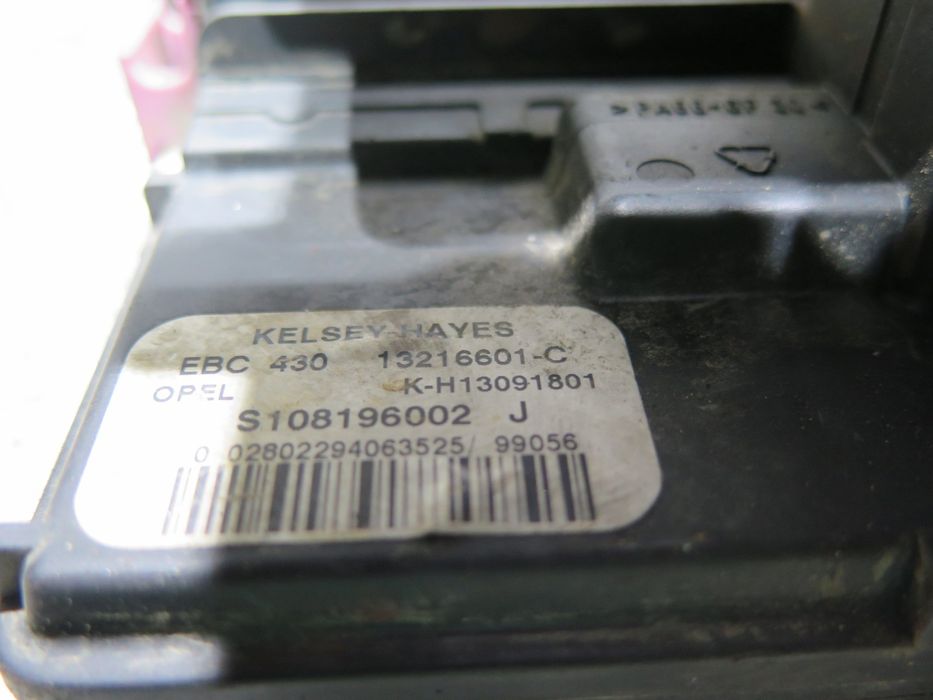 KELSEY-HAYES
EBC 430 13216601-C
OPEL K-H13091801
S108196002 J
0 02802294063525/ 99056